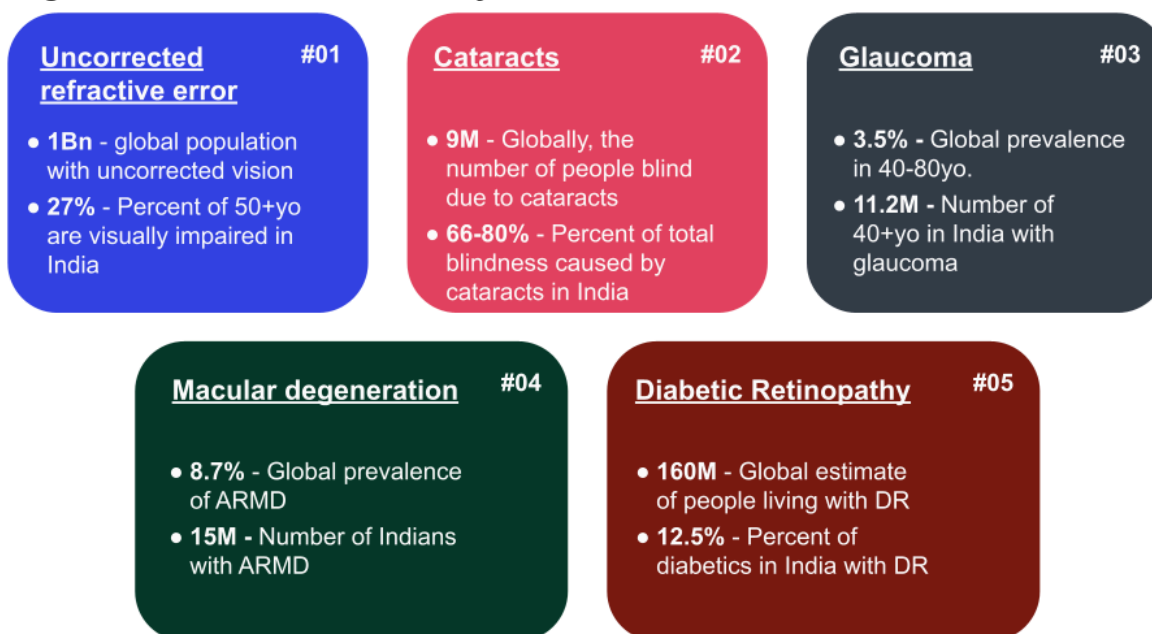 Uncorrected #01
refractive error
● 1Bn - global population
with uncorrected vision
● 27% - Percent of 50+yo
are visually impaired in
India
Cataracts #02
● 9M - Globally, the
number of people blind
due to cataracts
● 66-80% - Percent of total
blindness caused by
cataracts in India
Glaucoma #03
● 3.5% - Global prevalence
in 40-80yo.
● 11.2M - Number of
40+yo in India with
glaucoma
Macular degeneration #04
● 8.7% - Global prevalence
of ARMD
● 15M - Number of Indians
with ARMD
Diabetic Retinopathy #05
● 160M - Global estimate
of people living with DR
● 12.5% - Percent of
diabetics in India with DR